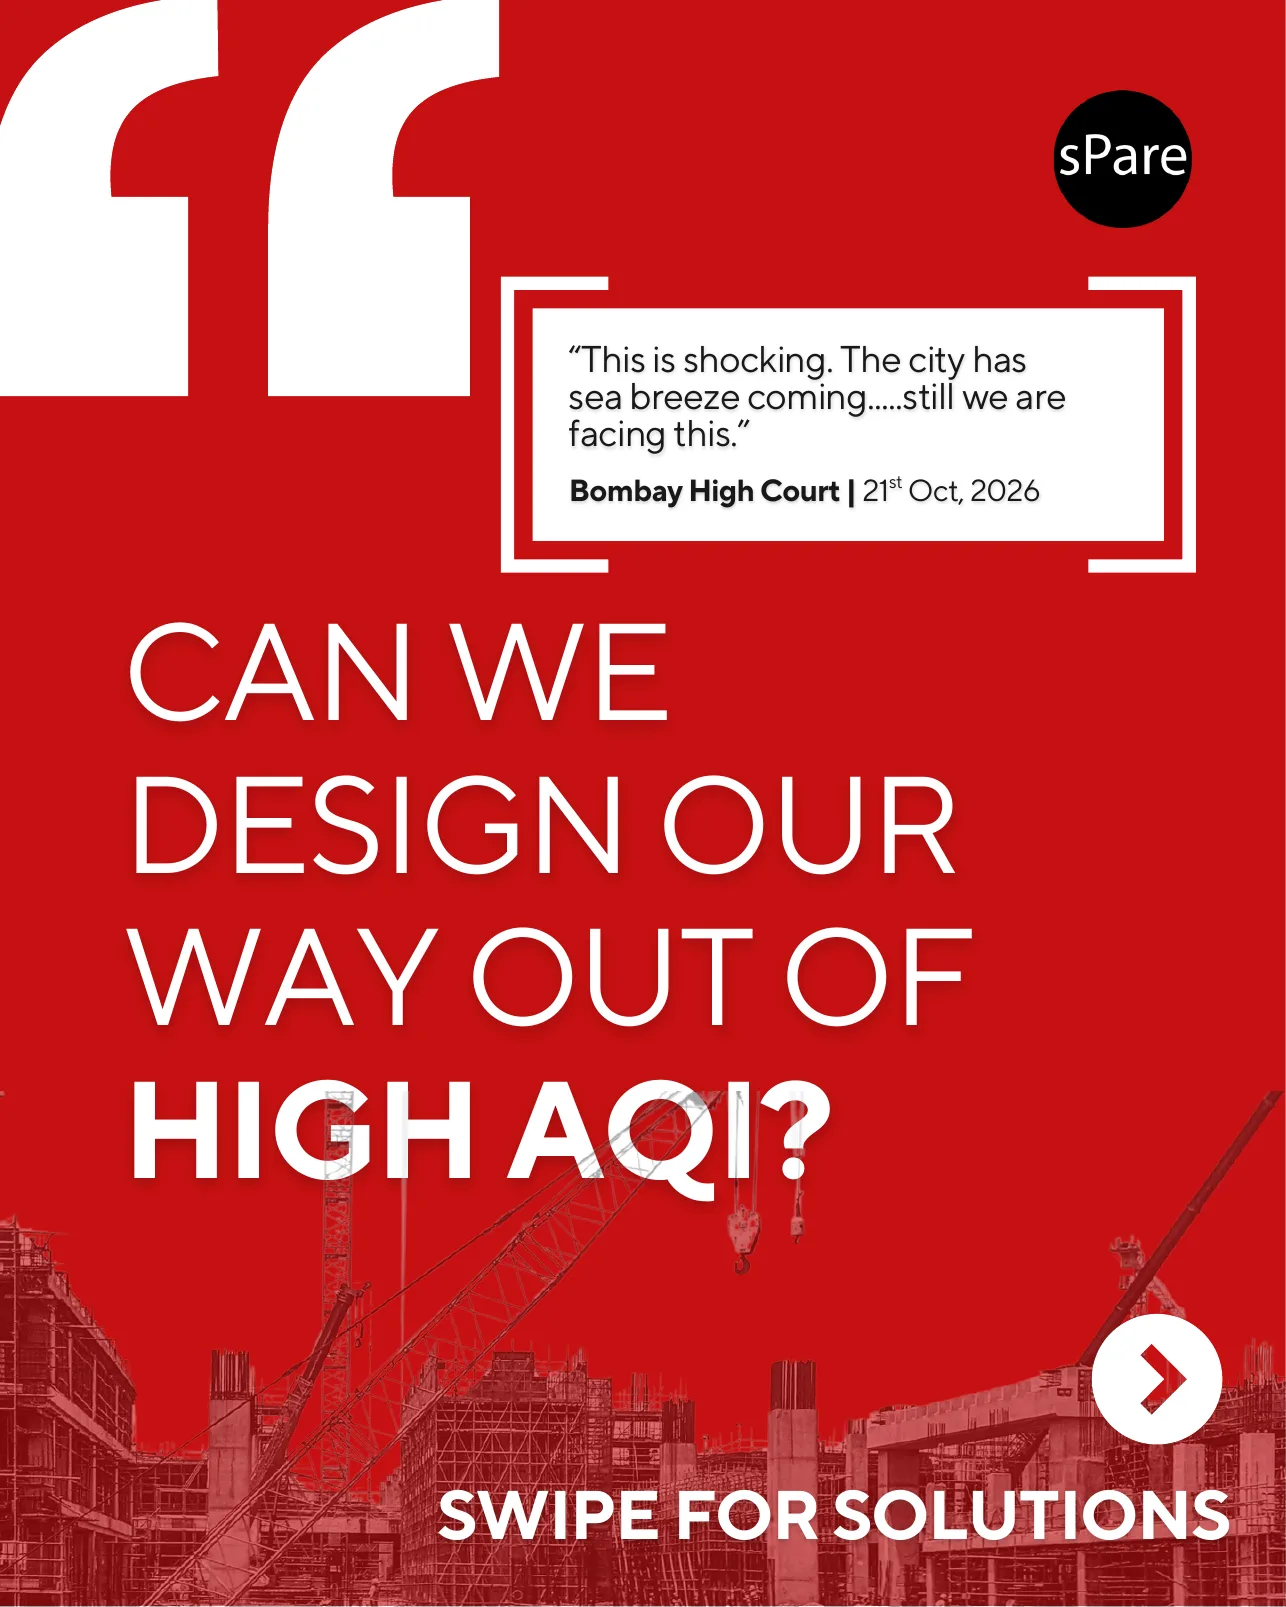 sPare
“This is shocking. The city has
sea breeze coming.....still we are
facing this.”
Bombay High Court | 21st Oct, 2026
CAN WE
DESIGN OUR
WAY OUT OF
HIGH AQI?
SWIPE FOR SOLUTIONS